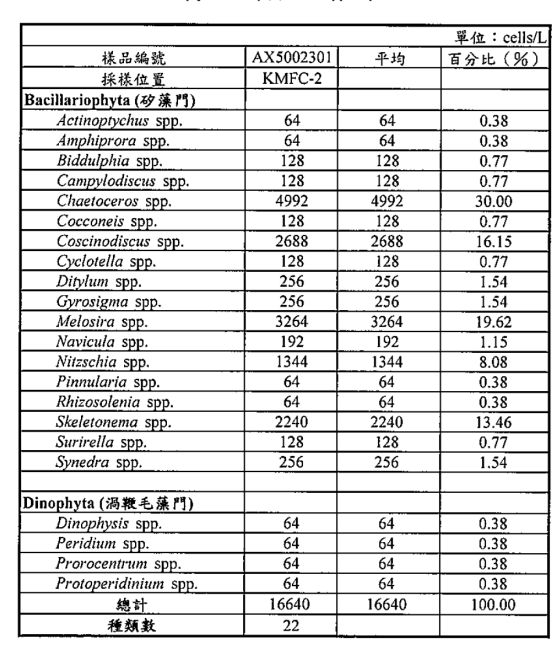 單位：cells/L
樣品編號 AX5002301 平均 百分比（%）
採樣位置 KMFC-2
Bacillariophyta (矽藻門)
Actinoptychus spp. 64 64 0.38
Amphiprora spp. 64 64 0.38
Biddulphia spp. 128 128 0.77
Campylodiscus spp. 128 128 0.77
Chaetoceros spp. 4992 4992 30.00
Cocconeis spp. 128 128 0.77
Coscinodiscus spp. 2688 2688 16.15
Cyclotella spp. 128 128 0.77
Ditylum spp. 256 256 1.54
Gyrosigma spp. 256 256 1.54
Melosira spp. 3264 3264 19.62
Navicula spp. 192 192 1.15
Nitzschia spp. 1344 1344 8.08
Pinnularia spp. 64 64 0.38
Rhizosolenia spp. 64 64 0.38
Skeletonema spp. 2240 2240 13.46
Surirella spp. 128 128 0.77
Synedra spp. 256 256 1.54
Dinophyta (渦鞭毛藻門)
Dinophysis spp. 64 64 0.38
Peridium spp. 64 64 0.38
Prorocentrum spp. 64 64 0.38
Protoperidinium spp. 64 64 0.38
總計 16640 16640 100.00
種類數 22